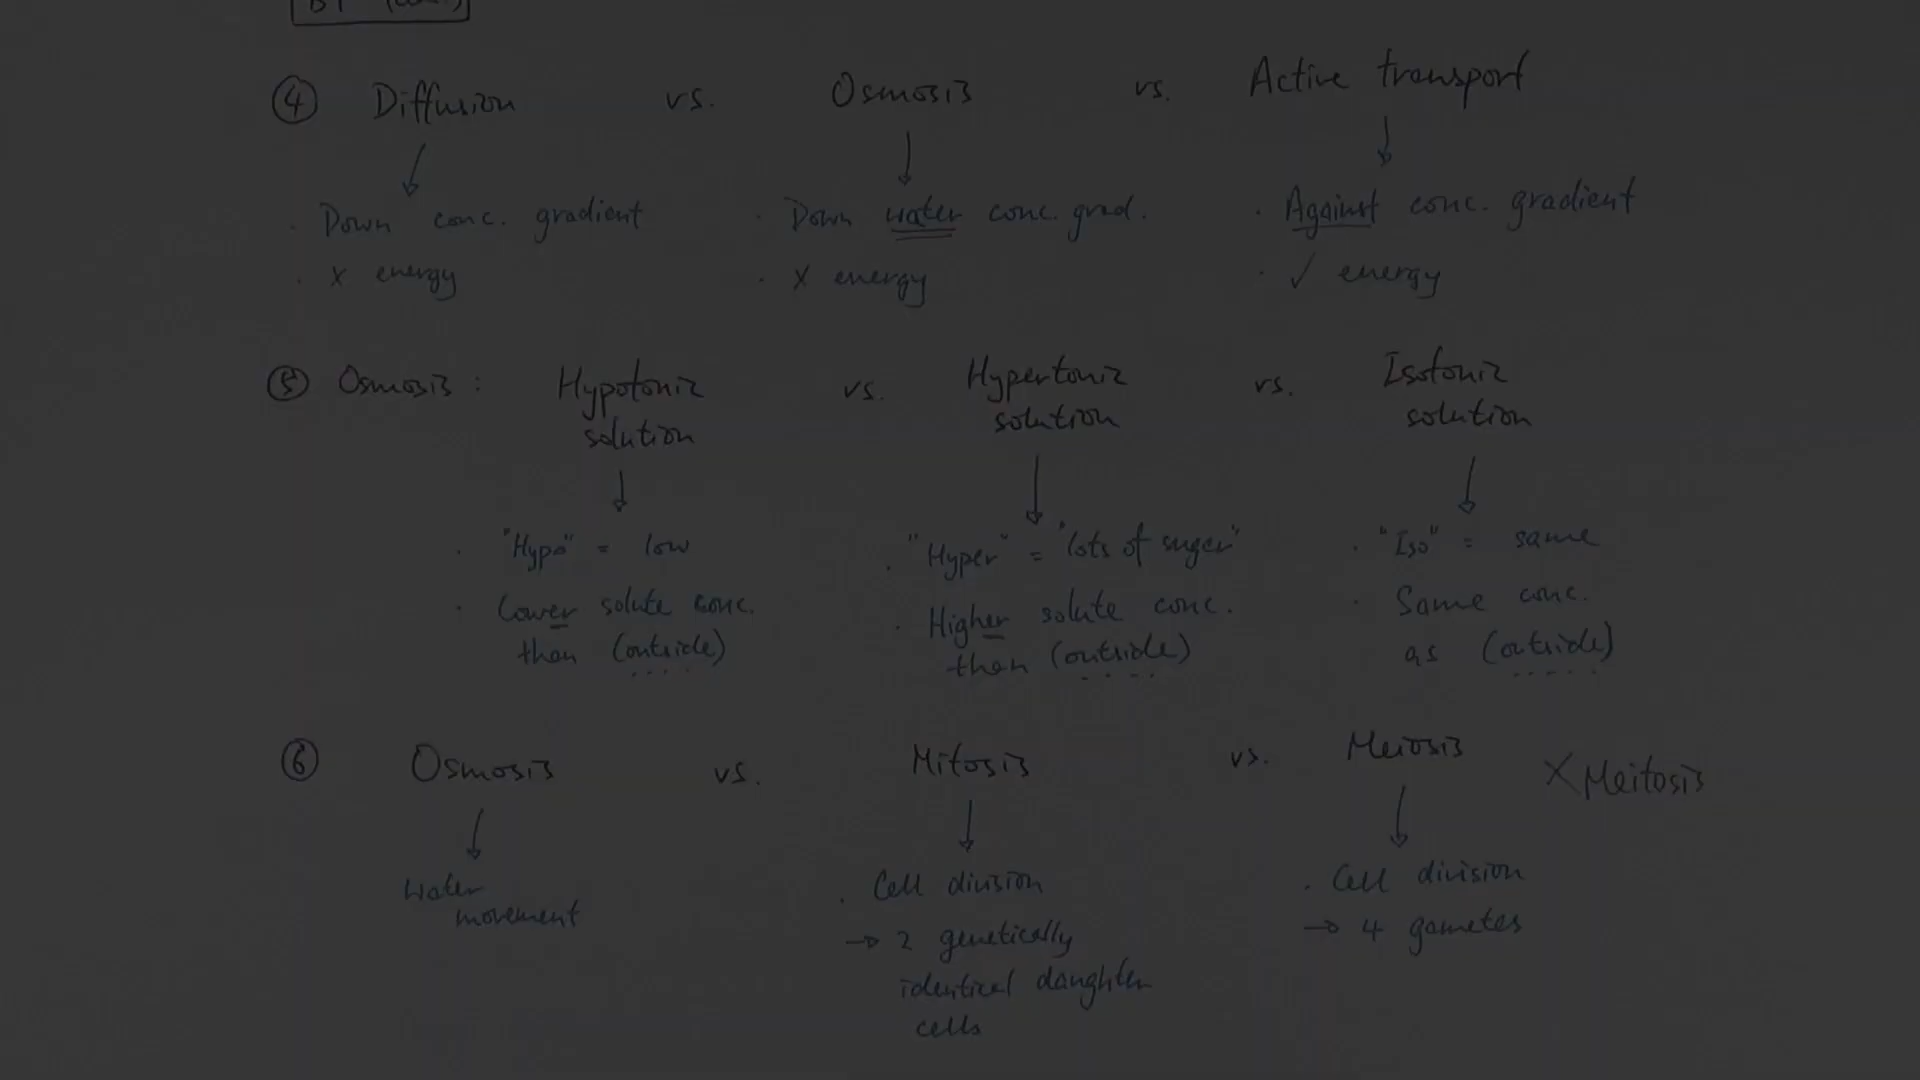 ④ Diffusion vs. Osmosis vs. Active transport
· Down conc. gradient · Down water conc. grad. · Against conc. gradient
· X energy · X energy · ✓ energy
⑤ Osmosis : Hypotonic solution vs. Hypertonic solution vs. Isotonic solution
· "Hypo" = low · "Hyper" = "lots of sugar" · "Iso" = same
· Lower solute conc. · Higher solute conc. · Same conc.
than (outside) than (outside) as (outside)
⑥ Osmosis vs. Mitosis vs. Meiosis X Meitosis
Water · Cell division · Cell division
movement → 2 genetically → 4 gametes
identical daughter
cells